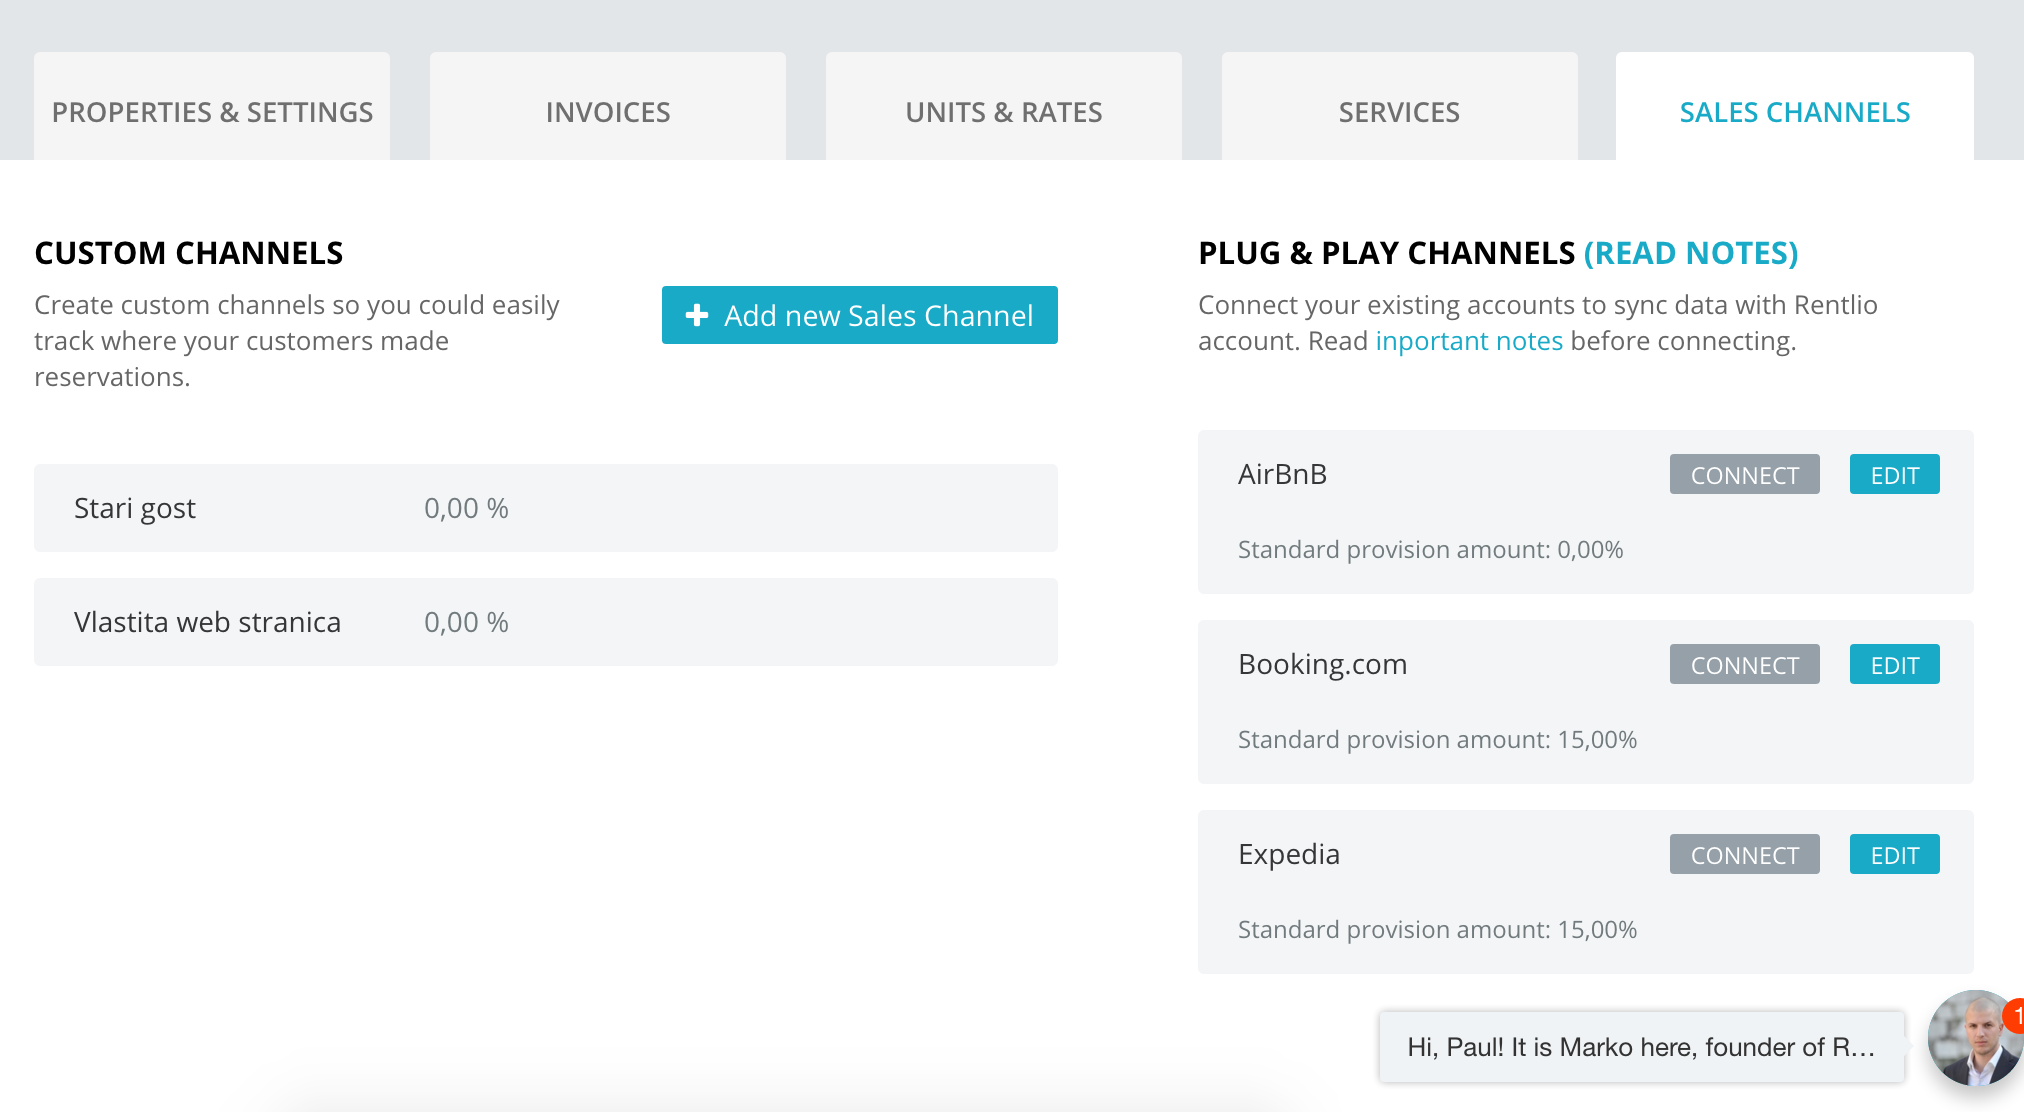 PROPERTIES & SETTINGS
INVOICES
UNITS & RATES
SERVICES
SALES CHANNELS
CUSTOM CHANNELS
Create custom channels so you could easily
track where your customers made
reservations.
Add new Sales Channel
Stari gost 0,00 %
Vlastita web stranica 0,00 %
PLUG & PLAY CHANNELS (READ NOTES)
Connect your existing accounts to sync data with Rentlio
account. Read inportant notes before connecting.
AirBnB CONNECT EDIT
Standard provision amount: 0,00%
Booking.com CONNECT EDIT
Standard provision amount: 15,00%
Expedia CONNECT EDIT
Standard provision amount: 15,00%
Hi, Paul! It is Marko here, founder of R...
1